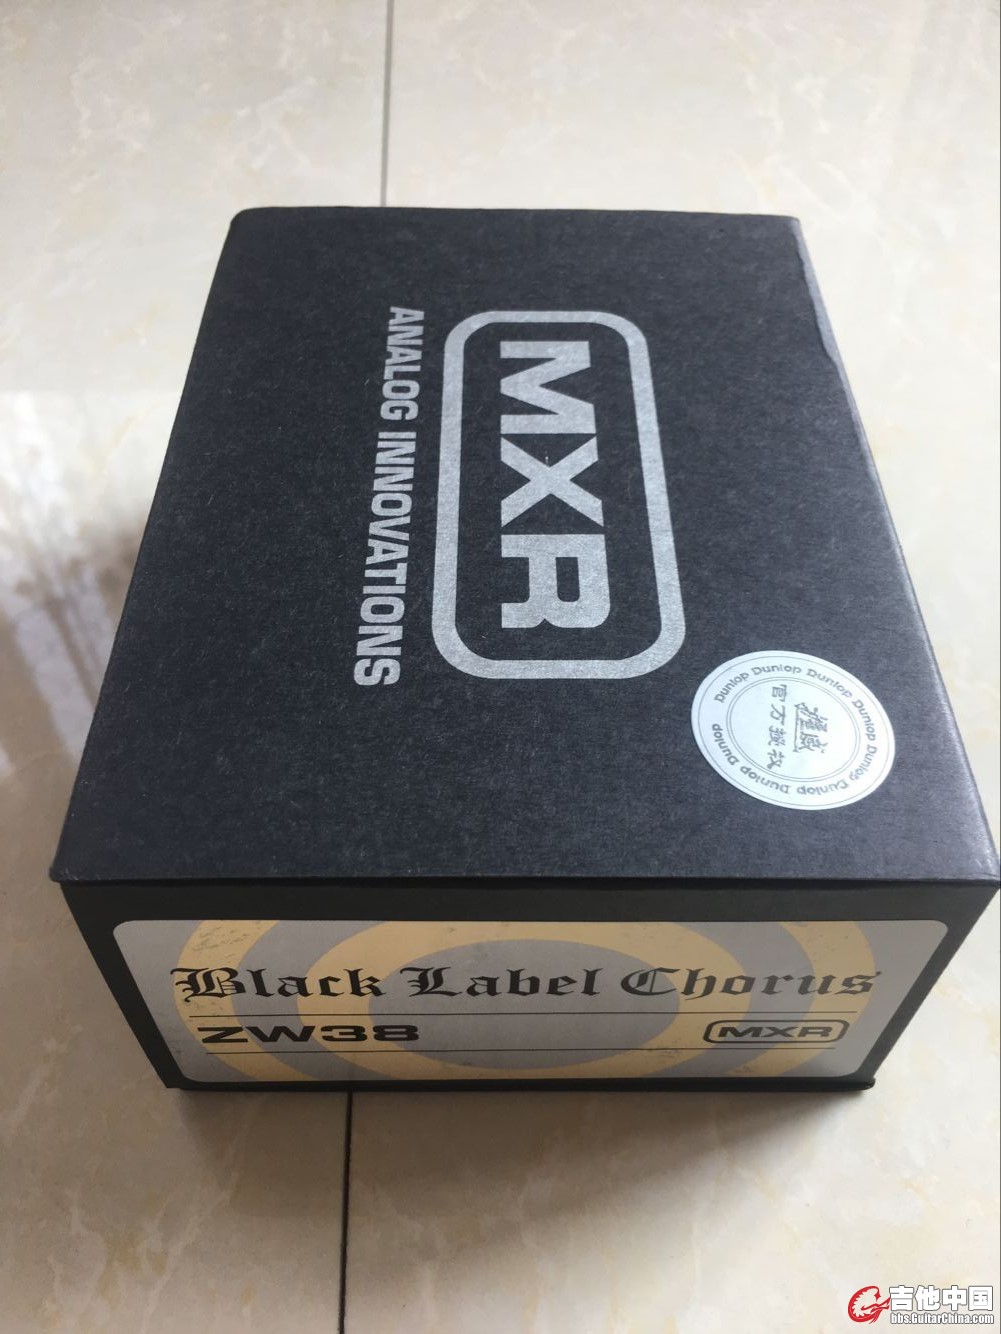 MXR
ANALOG INNOVATIONS
Dunlop Dunlop Dunlop Dunlop Dunlop Dunlop Dunlop Dunlop Dunlop
官方授权
Black Label Chorus
ZW38
MXR
吉他中国
bbs.GuitarChina.com